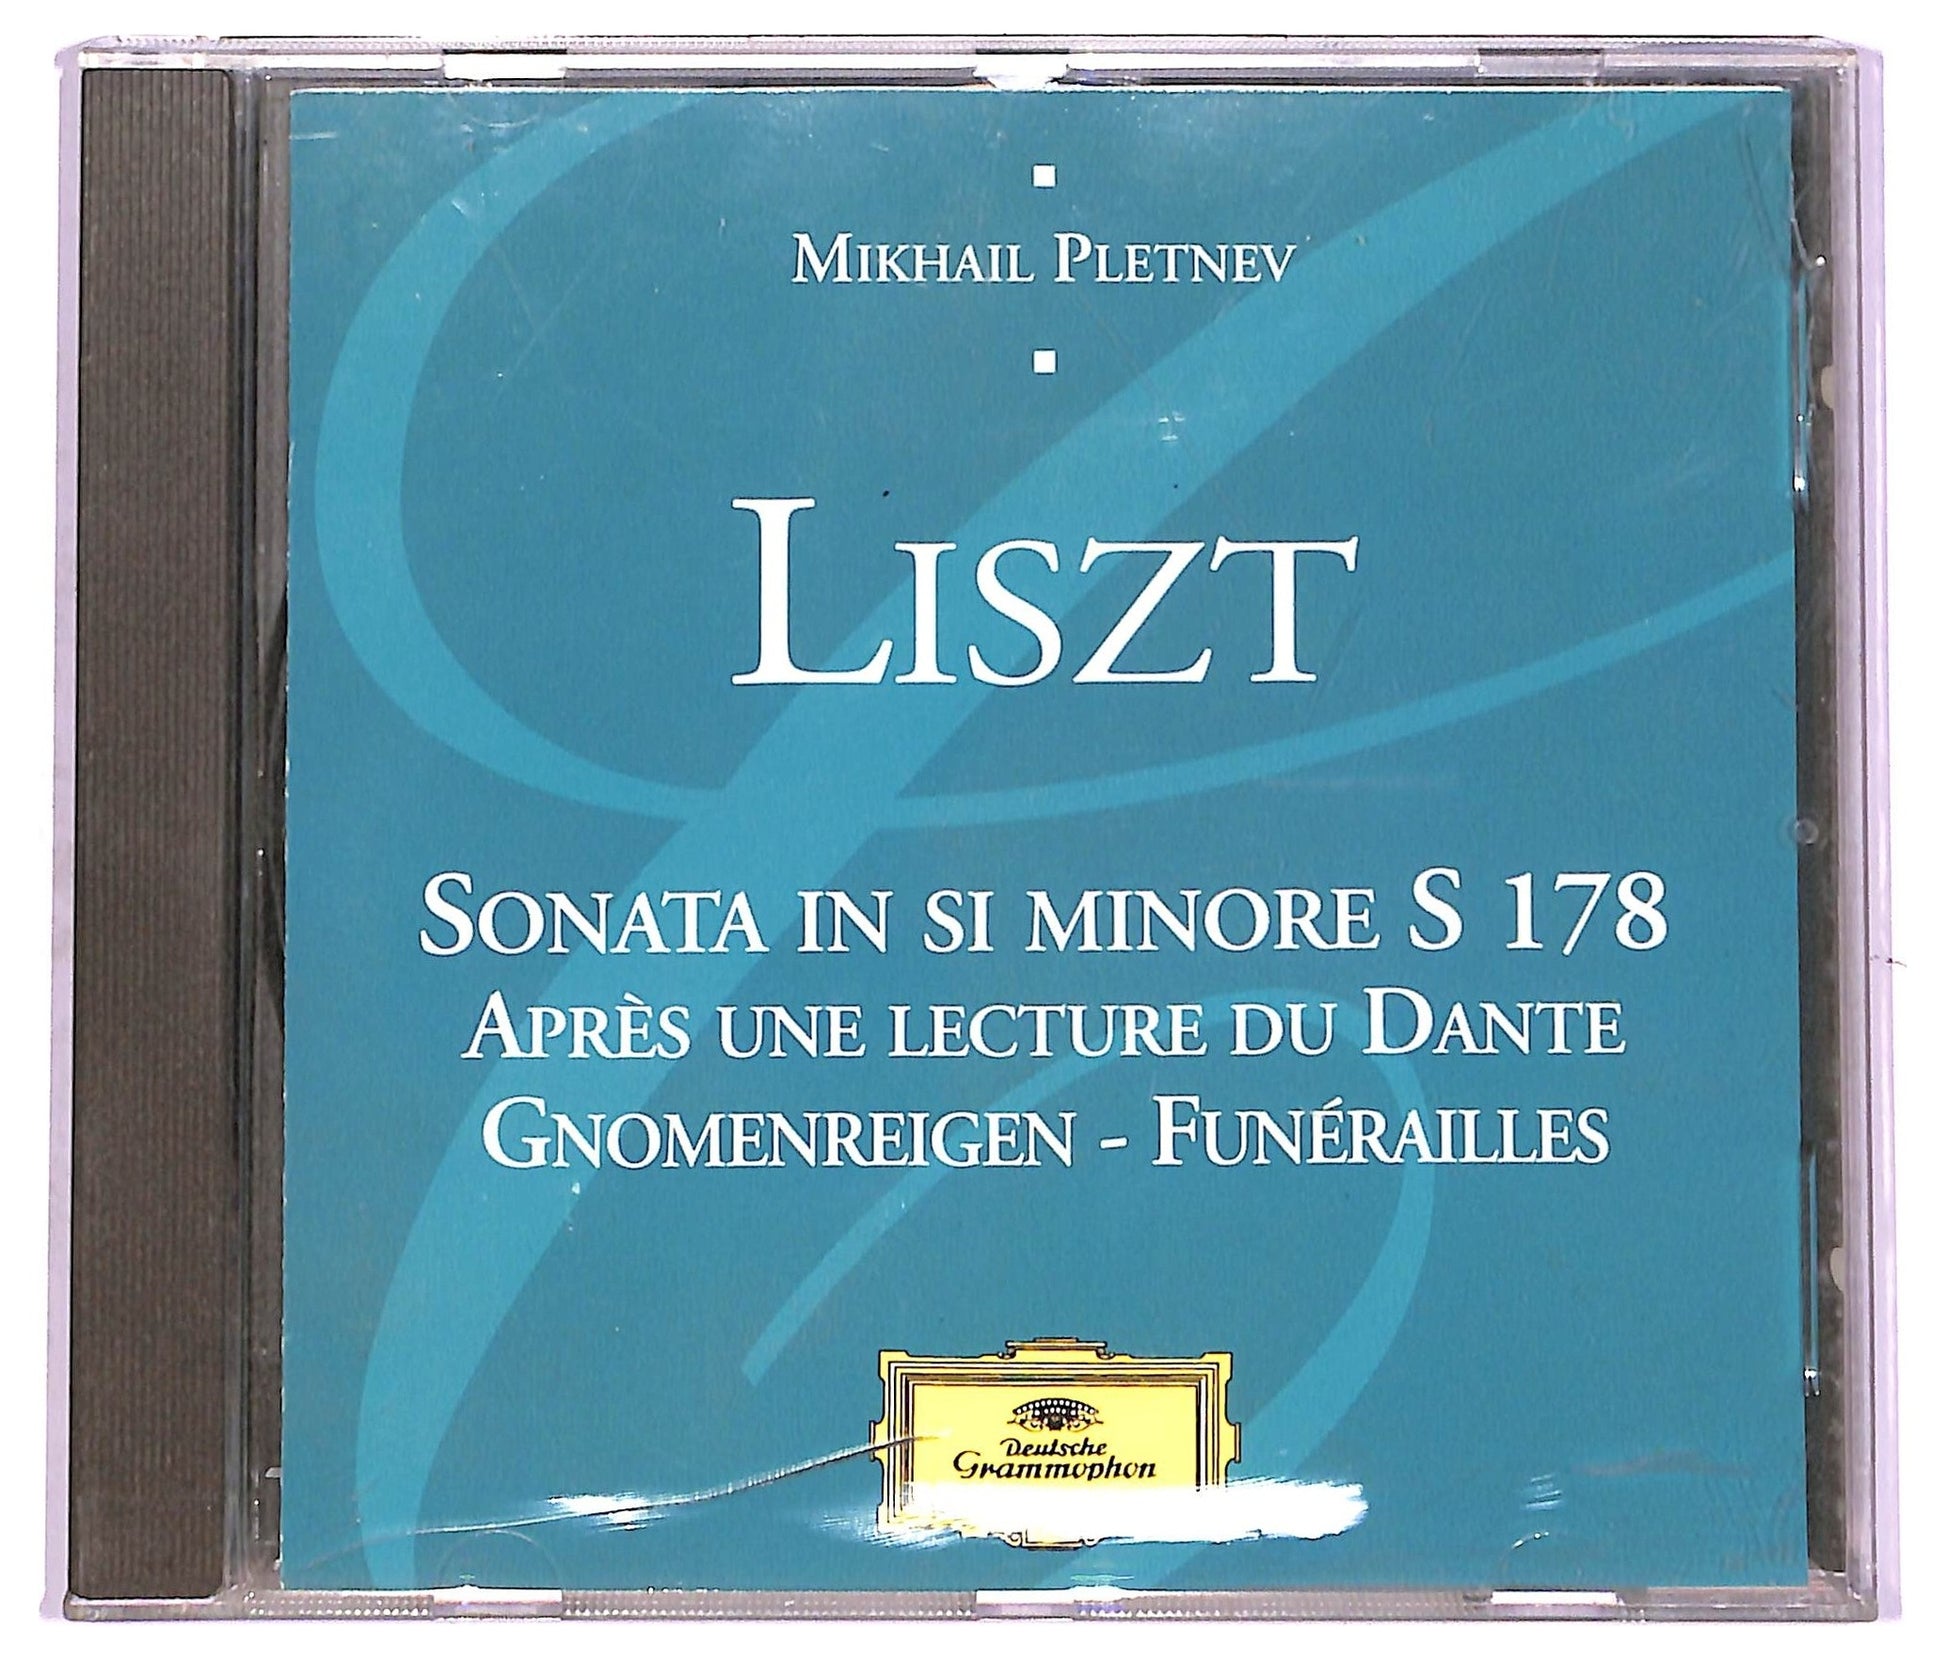 Mikhail Pletnev
Liszt
Sonata in si minore S 178
Après une lecture du Dante
Gnomenreigen - Funérailles
Deutsche
Grammophon